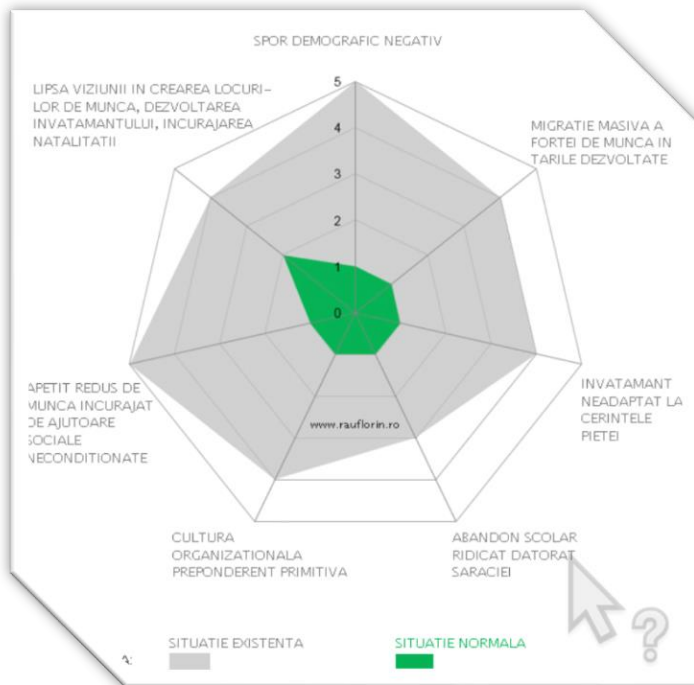 SPOR DEMOGRAFIC NEGATIV
LIPSA VIZIUNII IN CREAREA LOCURI-
LOR DE MUNCA, DEZVOLTAREA
INVATAMANTULUI, INCURAJAREA
NATALITATII
MIGRATIE MASIVA A
FORTEI DE MUNCA IN
TARILE DEZVOLTATE
5
4
3
2
1
0
APETIT REDUS DE
MUNCA INCURAJAT
DE AJUTOARE
SOCIALE
NECONDITIONATE
INVATAMANT
NEADAPTAT LA
CERINTELE
PIETEI
www.rauflorin.ro
CULTURA
ORGANIZATIONALA
PREPONDERENT PRIMITIVA
ABANDON SCOLAR
RIDICAT DATORAT
SARACIEI
SITUATIE EXISTENTA
SITUATIE NORMALA
?